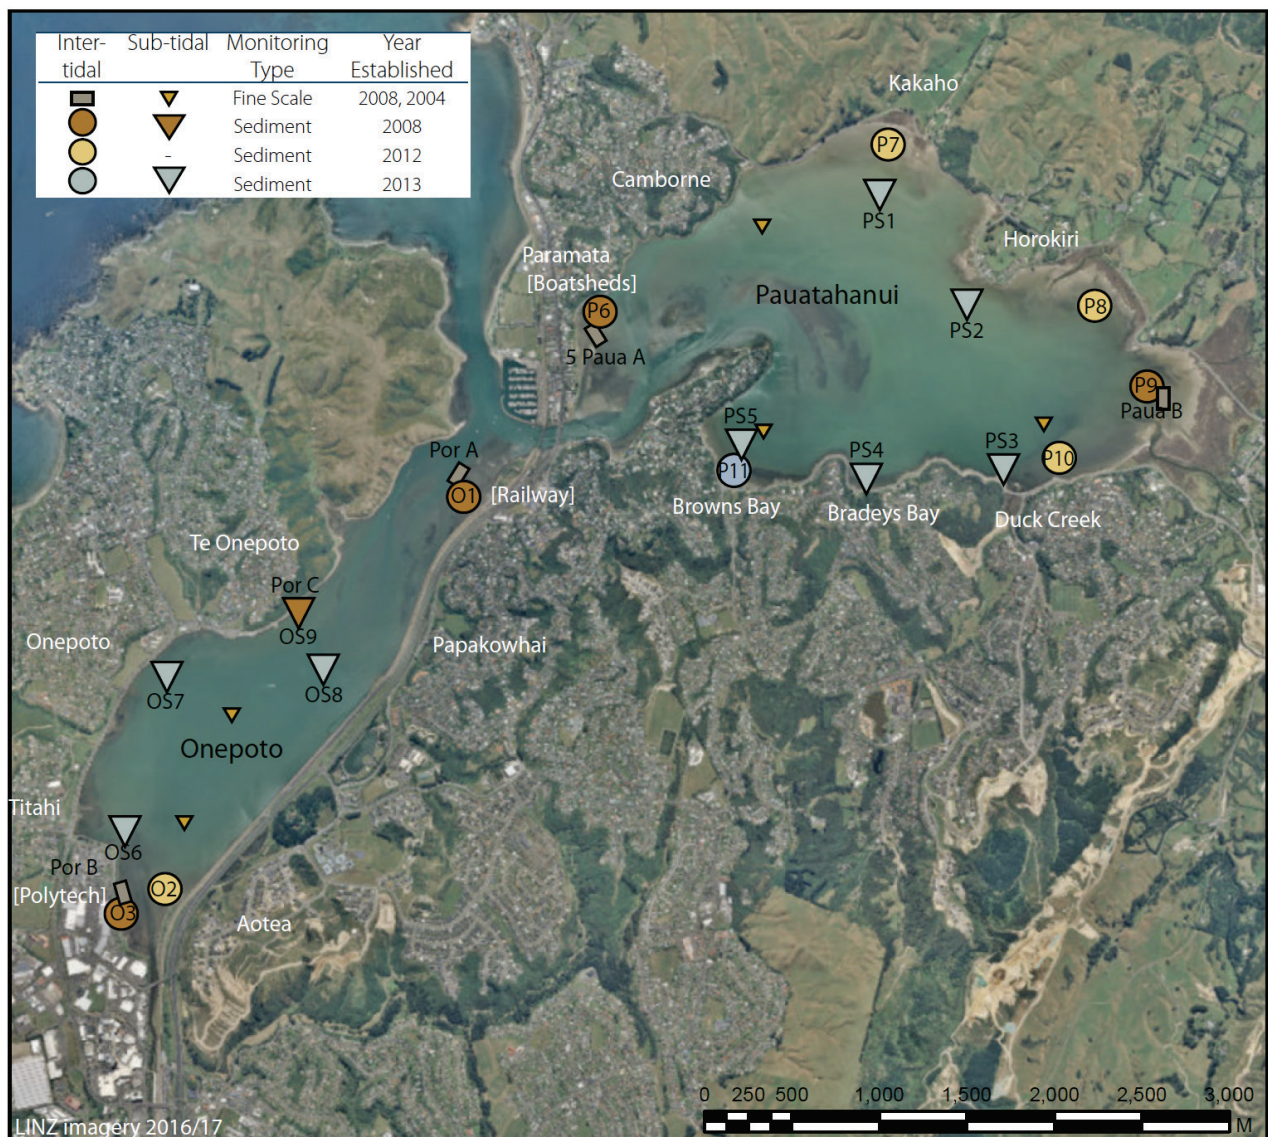 Inter-
tidal
Sub-tidal
Monitoring
Type
Year
Established
Fine Scale
2008, 2004
Sediment
2008
-
Sediment
2012
Sediment
2013
Kakaho
P7
Camborne
PS1
Horokiri
Paramata
[Boatsheds]
Pauatahanui
P6
P8
PS2
5 Paua A
P9
Paua B
PS5
PS4
PS3
P10
P11
Por A
O1
[Railway]
Browns Bay
Bradeys Bay
Duck Creek
Te Onepoto
Por C
OS9
Onepoto
Papakowhai
OS7
OS8
Onepoto
Titahi
OS6
Por B
[Polytech]
O2
O3
Aotea
0 250 500 1,000 1,500 2,000 2,500 3,000
M
LINZ imagery 2016/17